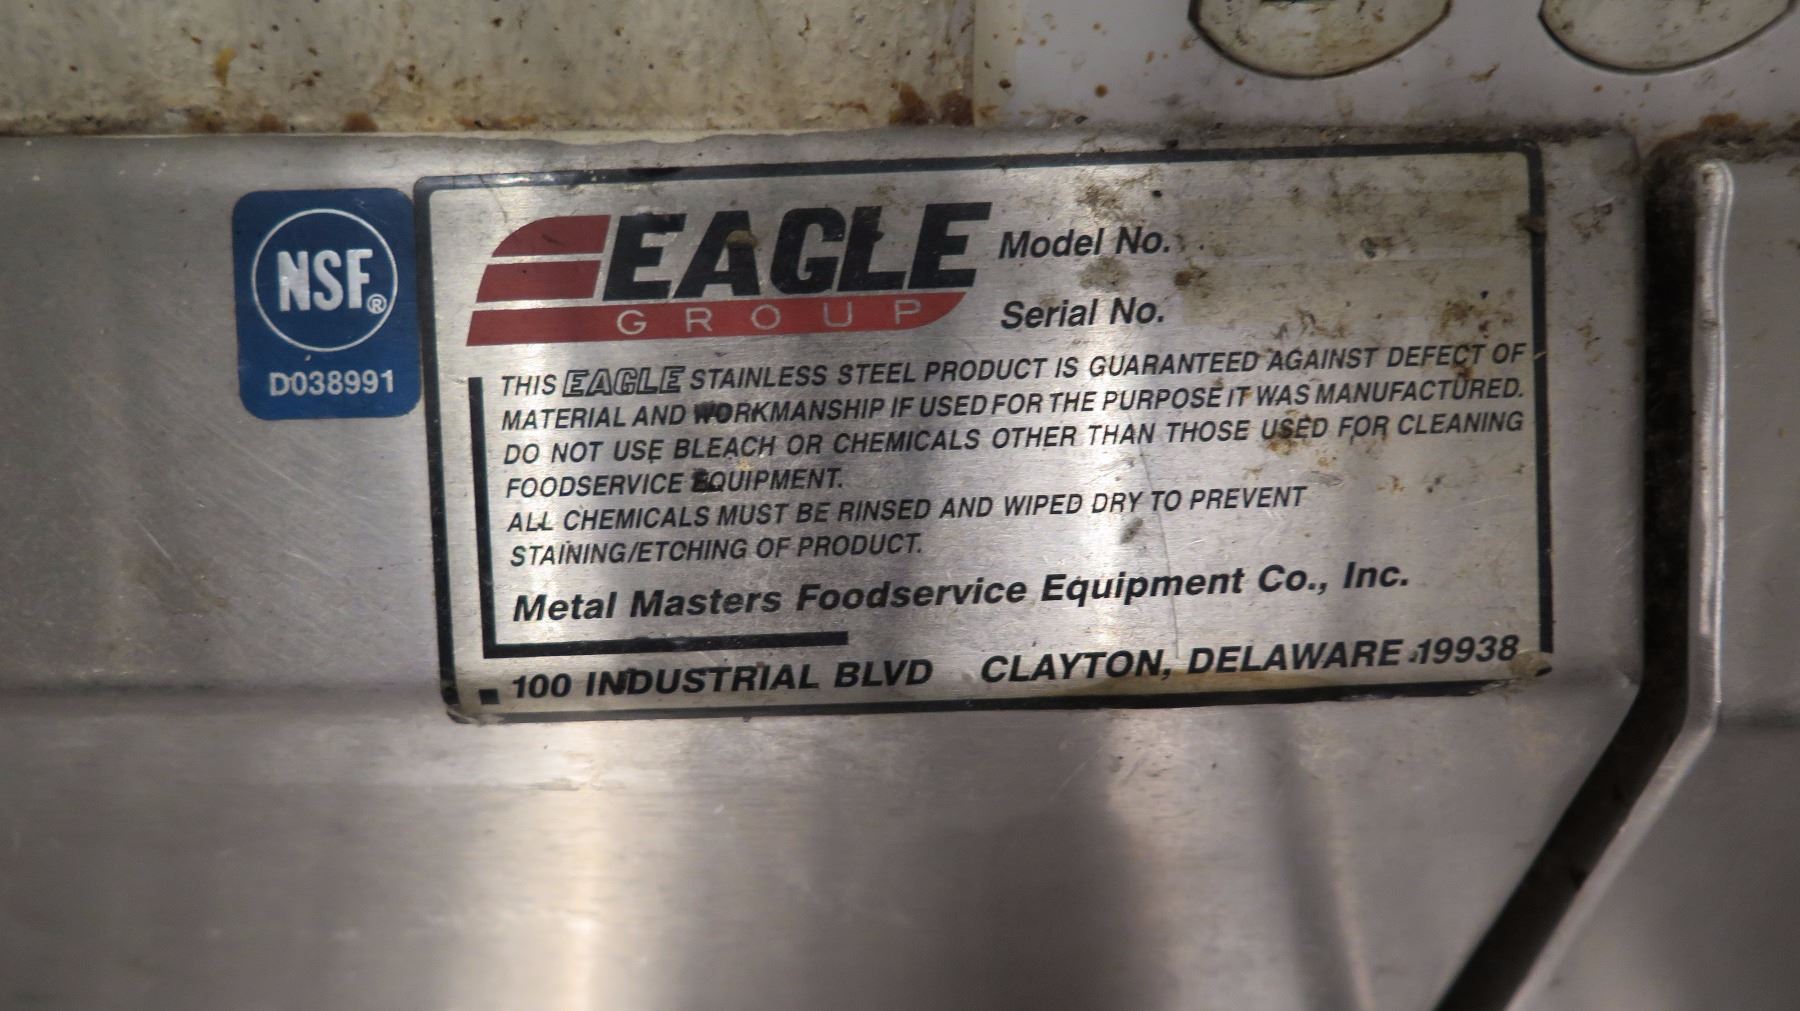 NSF®
D038991
EAGLE
GROUP
Model No.
Serial No.
THIS EAGLE STAINLESS STEEL PRODUCT IS GUARANTEED AGAINST DEFECT OF
MATERIAL AND WORKMANSHIP IF USED FOR THE PURPOSE IT WAS MANUFACTURED.
DO NOT USE BLEACH OR CHEMICALS OTHER THAN THOSE USED FOR CLEANING
FOODSERVICE EQUIPMENT.
ALL CHEMICALS MUST BE RINSED AND WIPED DRY TO PREVENT
STAINING/ETCHING OF PRODUCT.
Metal Masters Foodservice Equipment Co., Inc.
100 INDUSTRIAL BLVD CLAYTON, DELAWARE 19938